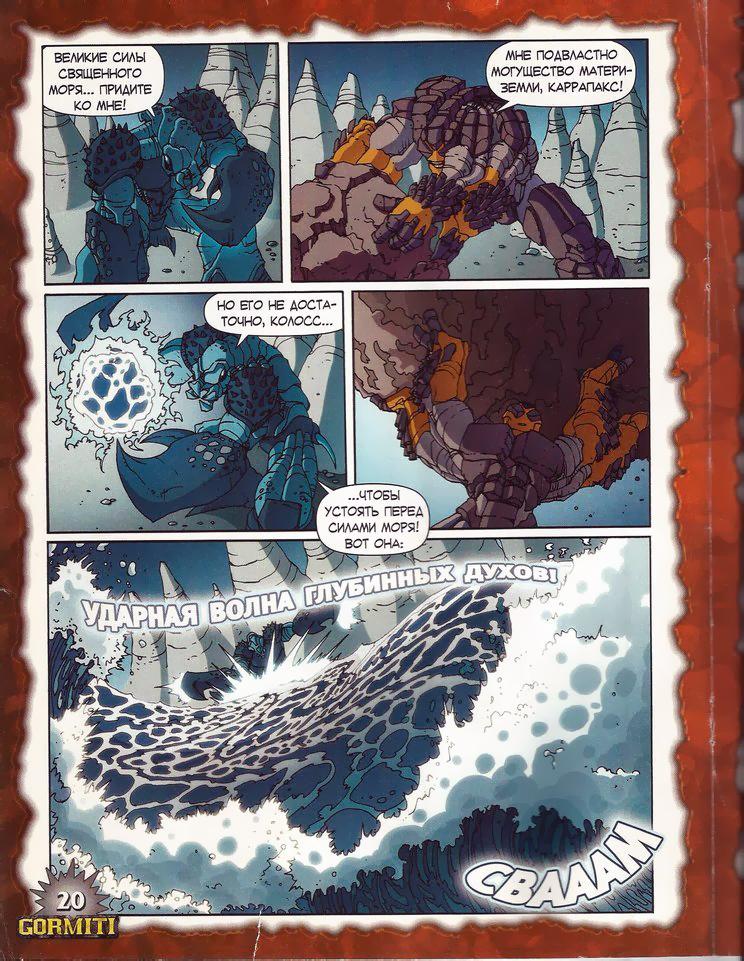 ВЕЛИКИЕ СИЛЫ
СВЯЩЕННОГО
МОРЯ... ПРИДИТЕ
КО МНЕ!
МНЕ ПОДВЛАСТНО
МОГУЩЕСТВО МАТЕРИ-
ЗЕМЛИ, КАРРАПАКС!
НО ЕГО НЕ ДОСТА-
ТОЧНО, КОЛОСС...
...ЧТОБЫ
УСТОЯТЬ ПЕРЕД
СИЛАМИ МОРЯ!
ВОТ ОНА:
УДАРНАЯ ВОЛНА ГЛУБИННЫХ ДУХОВ!
СВАААМ
20
GORMITI